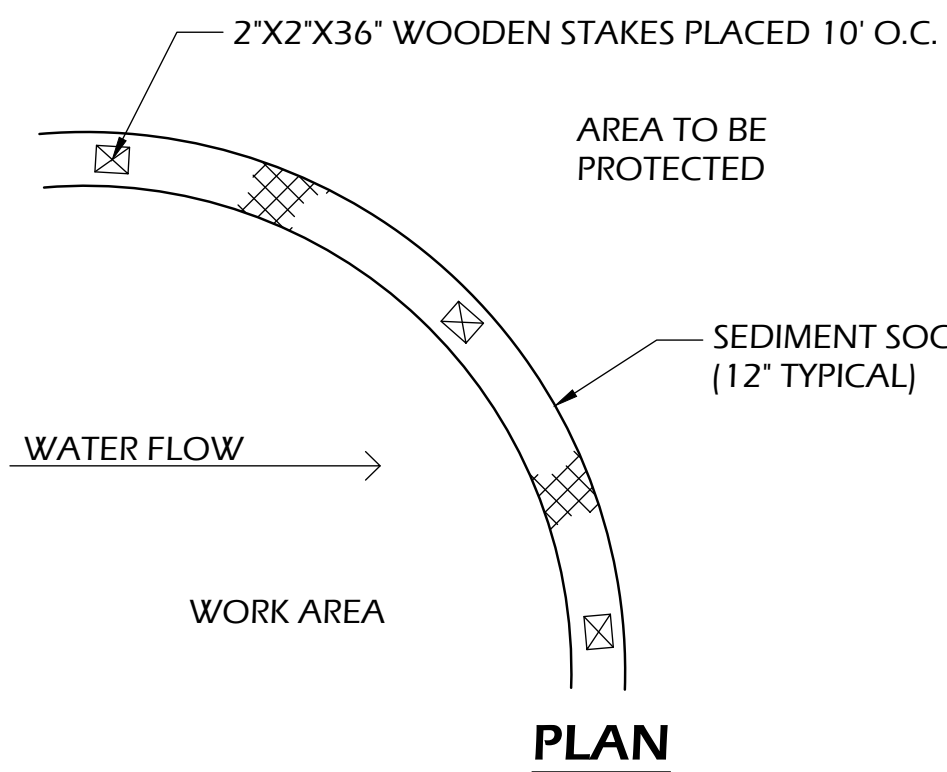 2"X2"X36" WOODEN STAKES PLACED 10' O.C.
AREA TO BE
PROTECTED
SEDIMENT SOC
(12" TYPICAL)
WATER FLOW
WORK AREA
PLAN